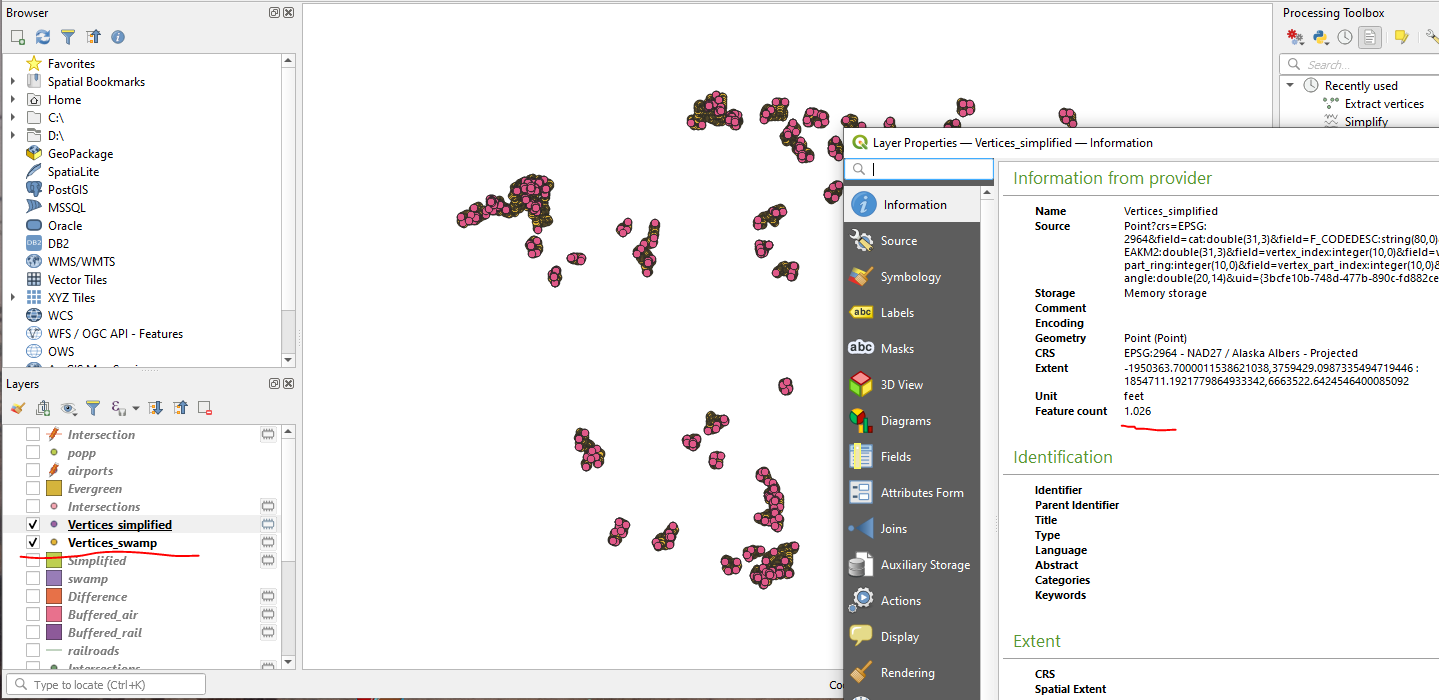 Browser
Favorites
Spatial Bookmarks
Home
C:\
D:\
GeoPackage
SpatiaLite
PostGIS
MSSQL
Oracle
DB2
DB2
WMS/WMTS
Vector Tiles
XYZ Tiles
WCS
WFS / OGC API - Features
OWS
Layers
Intersection
popp
airports
Evergreen
Intersections
Vertices_simplified
Vertices_swamp
Simplified
swamp
Difference
Buffered_air
Buffered_rail
railroads
Intersections
Type to locate (Ctrl+K)
Processing Toolbox
Search...
Recently used
Extract vertices
Simplify
Layer Properties — Vertices_simplified — Information
Information
Source
Symbology
abc Labels
abc Masks
3D View
Diagrams
Fields
Attributes Form
Joins
Auxiliary Storage
Actions
Display
Rendering
Information from provider
Name Vertices_simplified
Source Point?crs=EPSG:
2964&field=cat:double(31,3)&field=F_CODEDESC:string(80,0)
EAKM2:double(31,3)&field=vertex_index:integer(10,0)&field=v
part_ring:integer(10,0)&field=vertex_part_index:integer(10,0)&
angle:double(20,14)&uid={3bcfe10b-748d-477b-890c-fd882ce
Storage Memory storage
Comment
Encoding
Geometry Point (Point)
CRS EPSG:2964 - NAD27 / Alaska Albers - Projected
Extent -1950363.7000011538621038,3759429.0987335494719446 :
1854711.1921779864933342,6663522.6424546400085092
Unit feet
Feature count 1.026
Identification
Identifier
Parent Identifier
Title
Type
Language
Abstract
Categories
Keywords
Extent
CRS
Spatial Extent